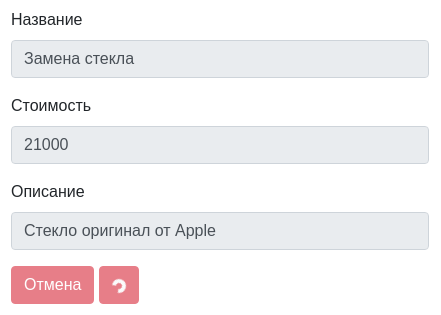 Название
Замена стекла
Стоимость
21000
Описание
Стекло оригинал от Apple
Отмена